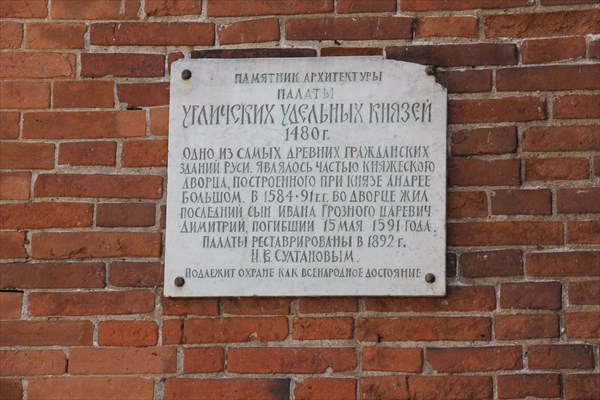 ПАМЯТНИК АРХИТЕКТУРЫ
ПАЛАТЫ
УГЛИЧСКИХ УДЕЛЬНЫХ КНЯЗЕЙ
1480 г.
ОДНО ИЗ САМЫХ ДРЕВНИХ ГРАЖДАНСКИХ
ЗДАНИЙ РУСИ. ЯВЛЯЛОСЬ ЧАСТЬЮ КНЯЖЕСКОГО
ДВОРЦА, ПОСТРОЕННОГО ПРИ КНЯЗЕ АНДРЕЕ
БОЛЬШОМ. В 1584-91 г.г. ВО ДВОРЦЕ ЖИЛ
ПОСЛЕДНИЙ СЫН ИВАНА ГРОЗНОГО ЦАРЕВИЧ
ДИМИТРИЙ, ПОГИБШИЙ 15 МАЯ 1591 ГОДА.
ПАЛАТЫ РЕСТАВРИРОВАНЫ В 1892 г.
Н.В. СУЛТАНОВЫМ.
ПОДЛЕЖИТ ОХРАНЕ КАК ВСЕНАРОДНОЕ ДОСТОЯНИЕ